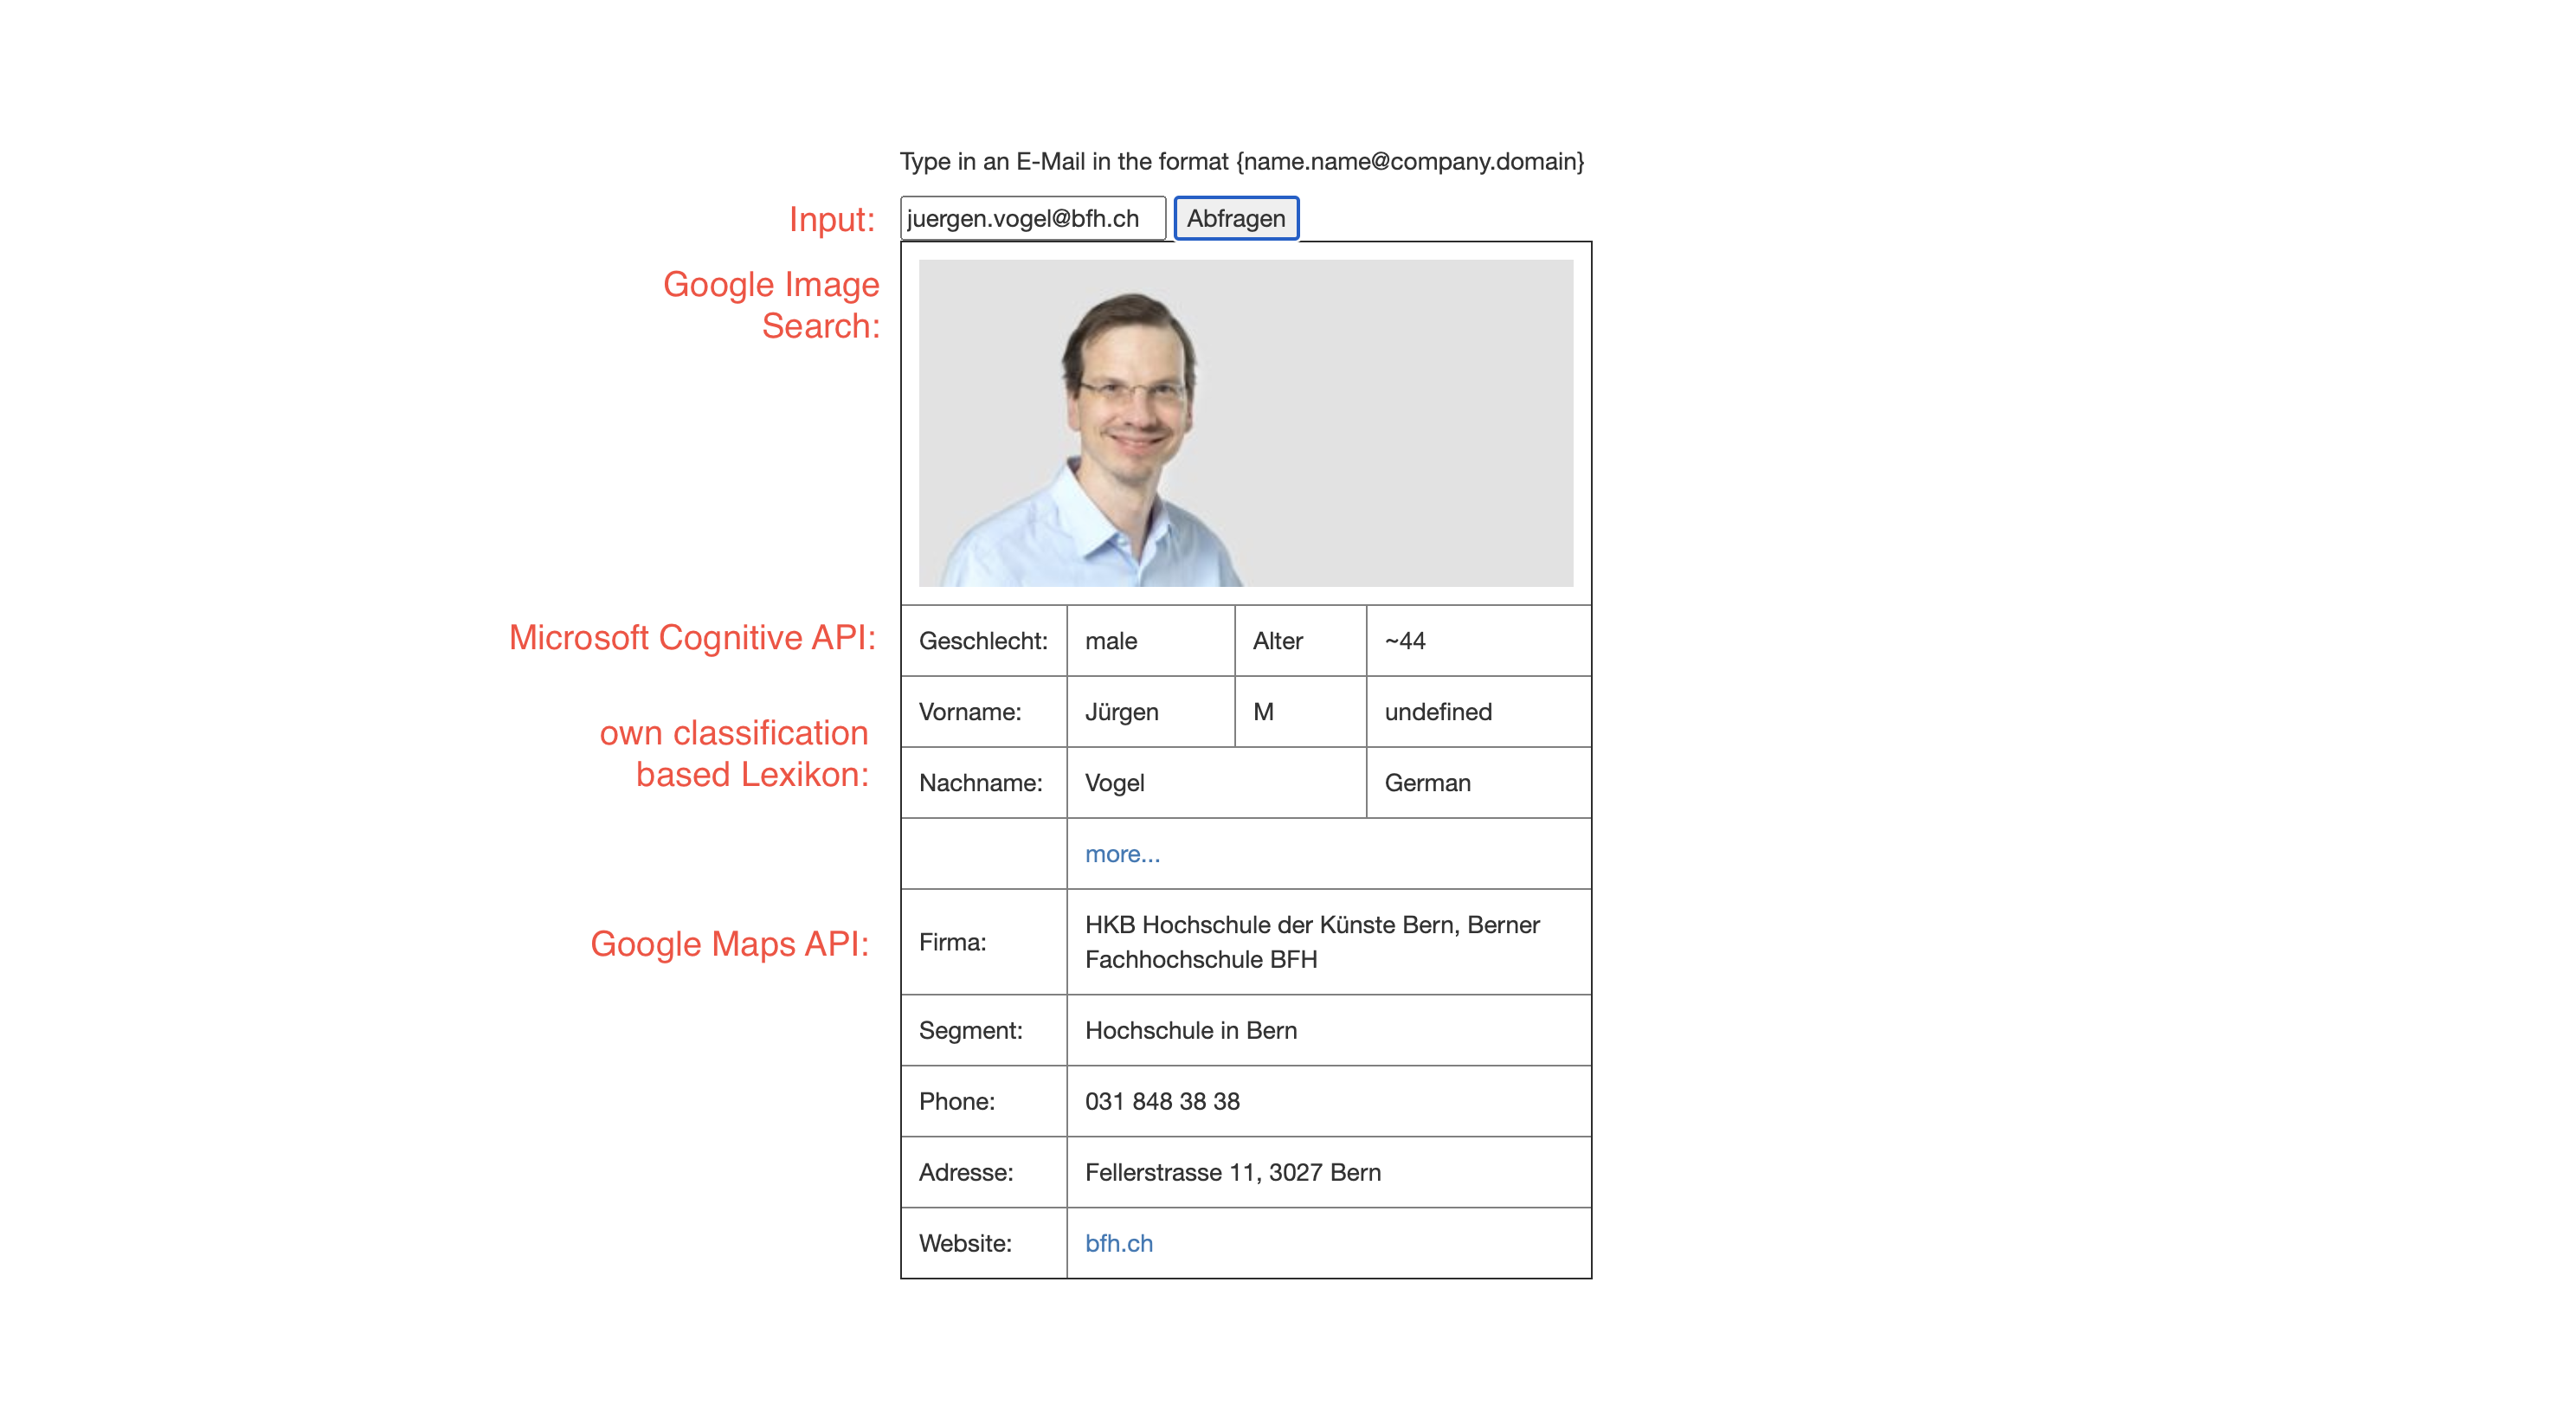 Type in an E-Mail in the format {name.name@company.domain}
Input: juergen.vogel@bfh.ch Abfragen
Google Image
Search:
Microsoft Cognitive API: Geschlecht: male Alter ~44
Vorname: Jürgen M undefined
own classification
based Lexikon:
Nachname: Vogel German
more...
Google Maps API: Firma: HKB Hochschule der Künste Bern, Berner
Fachhochschule BFH
Segment: Hochschule in Bern
Phone: 031 848 38 38
Adresse: Fellerstrasse 11, 3027 Bern
Website: bfh.ch